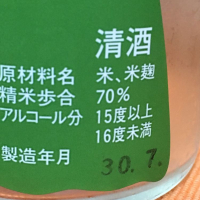 清酒
原材料名 米、米麹
精米歩合 70%
アルコール分 15度以上
16度未満
製造年月 30.7.